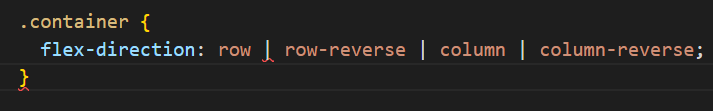 .container {
  flex-direction: row | row-reverse | column | column-reverse;
}